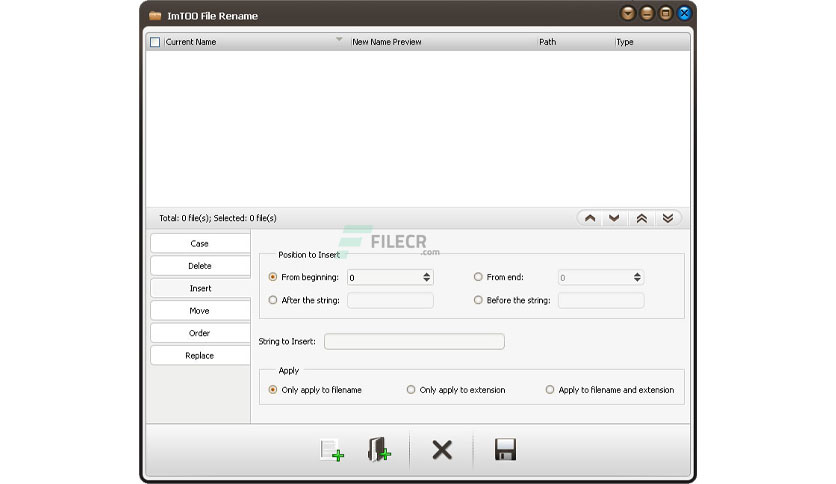 ImTOO File Rename
Current Name New Name Preview Path Type
Total: 0 file(s); Selected: 0 file(s)
FILECR
.com
Case
Delete
Insert
Move
Order
Replace
Position to Insert
From beginning: 0 From end: 0
After the string: Before the string:
String to Insert:
Apply
Only apply to filename Only apply to extension Apply to filename and extension